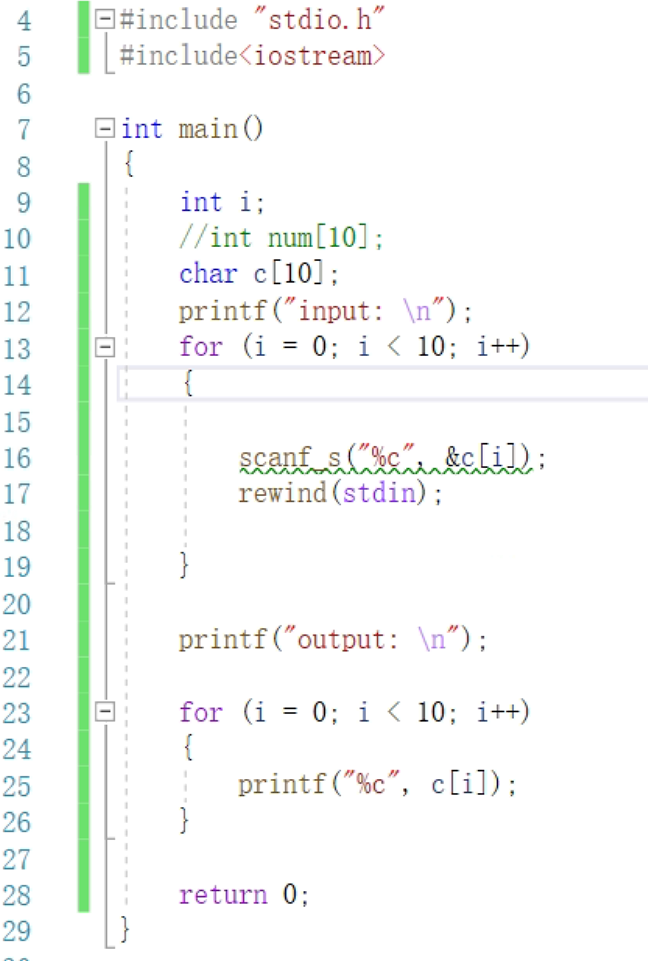 4 #include "stdio.h"
5 #include<iostream>
6
7 int main()
8 {
9 int i;
10 //int num[10];
11 char c[10];
12 printf("input: \n");
13 for (i = 0; i < 10; i++)
14 {
15
16 scanf_s("%c", &c[i]);
17 rewind(stdin);
18
19 }
20
21 printf("output: \n");
22
23 for (i = 0; i < 10; i++)
24 {
25 printf("%c", c[i]);
26 }
27
28 return 0;
29 }